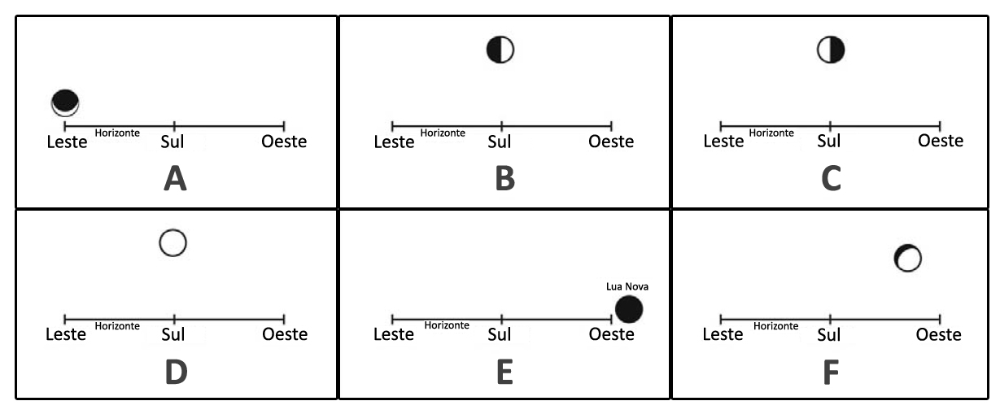 Horizonte
Leste Sul Oeste
A
Horizonte
Leste Sul Oeste
B
Horizonte
Leste Sul Oeste
C
Horizonte
Leste Sul Oeste
D
Lua Nova
Horizonte
Leste Sul Oeste
E
Horizonte
Leste Sul Oeste
F